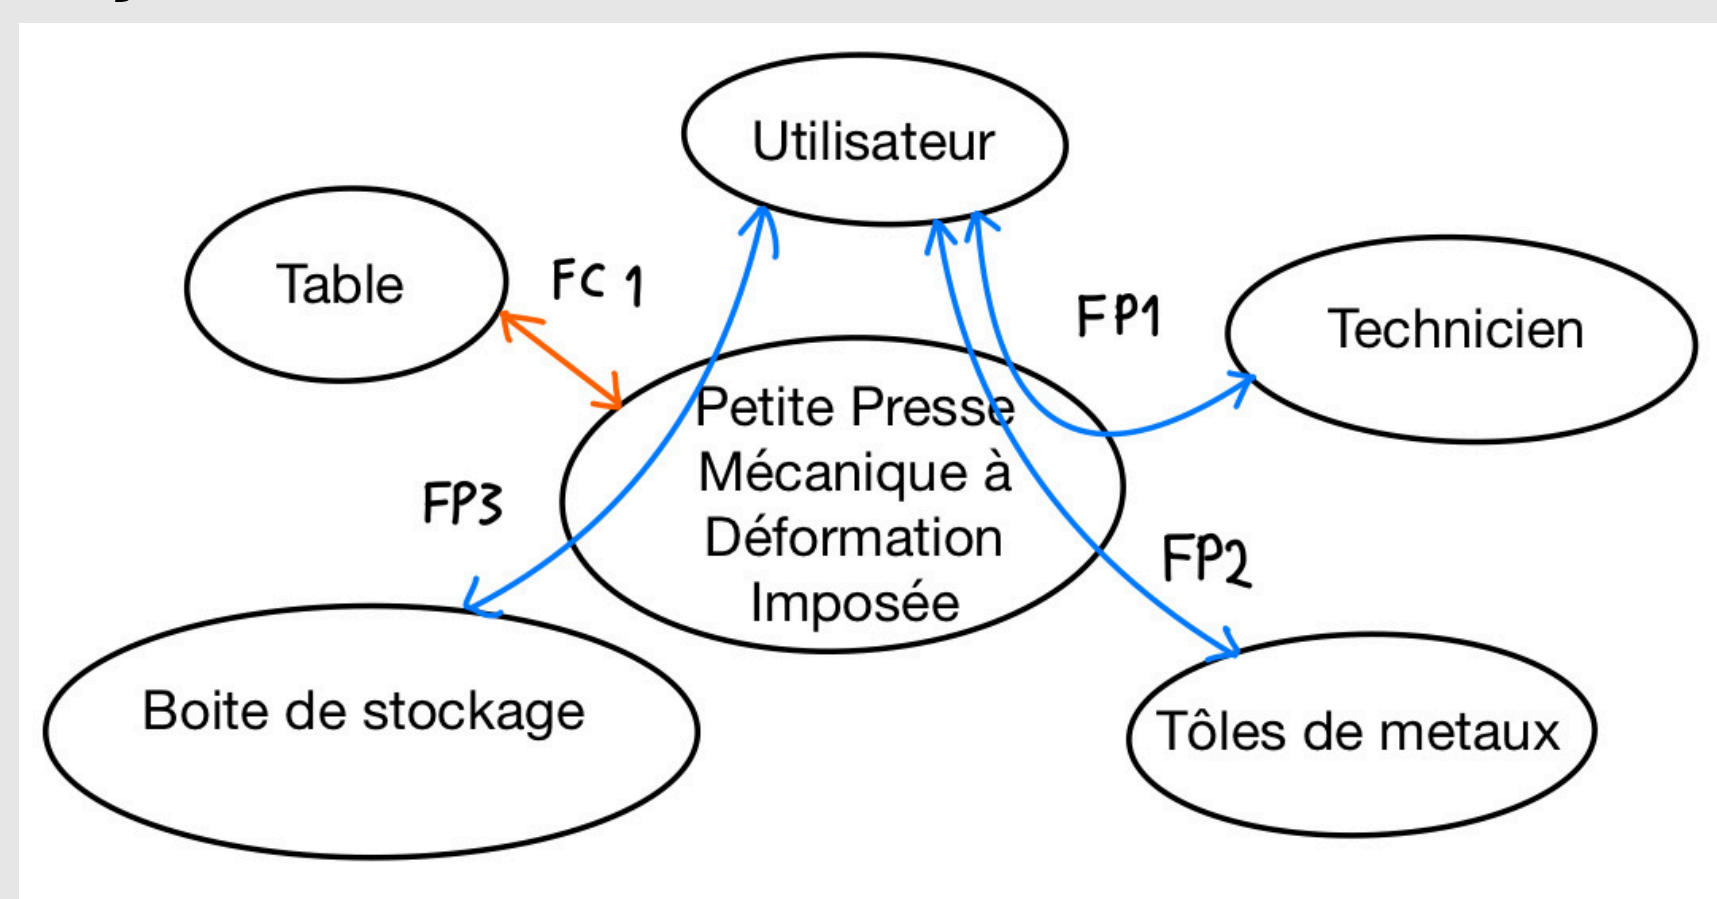 Utilisateur
Table
FC 1
FP1
Technicien
Petite Presse
Mécanique à
Déformation
Imposée
FP3
FP2
Boite de stockage
Tôles de metaux